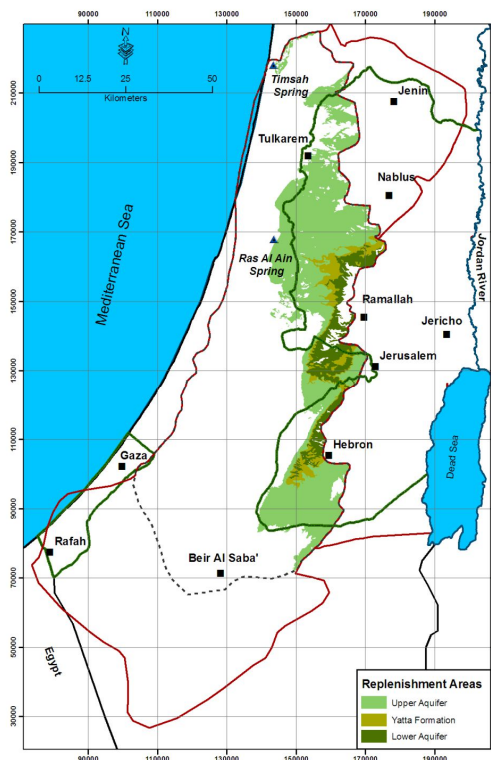 90000 110000 130000 150000 170000 190000
N
0 12.5 25 50
Kilometers
Timsah
Spring
Jenin
210000
Tulkarem
190000
Nablus
170000
Ras Al Ain
Spring
Mediterranean Sea
Jordan River
150000
Ramallah
Jericho
Jerusalem
130000
110000
Hebron
Gaza
Dead Sea
90000
Rafah
Beir Al Saba'
70000
Egypt
50000
Replenishment Areas
Upper Aquifer
Yatta Formation
Lower Aquifer
30000
90000 110000 130000 150000 170000 190000